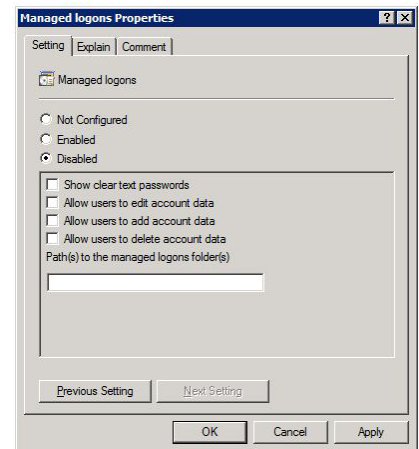 Managed logons Properties
Setting Explain Comment
Managed logons
Not Configured
Enabled
Disabled
Show clear text passwords
Allow users to edit account data
Allow users to add account data
Allow users to delete account data
Path(s) to the managed logons folder(s)
Previous Setting Next Setting
OK Cancel Apply